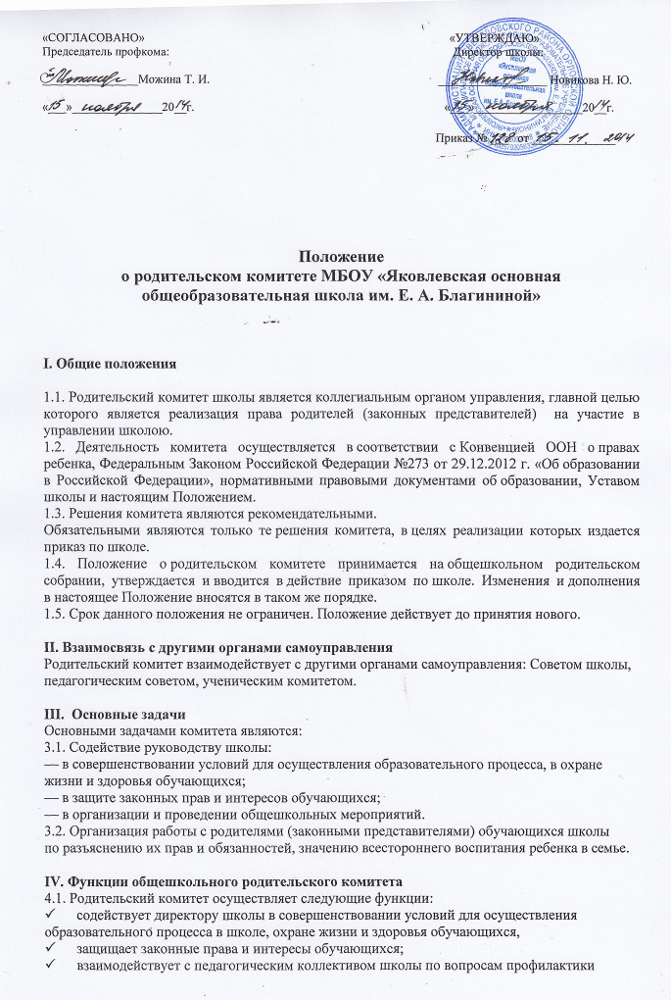 «СОГЛАСОВАНО» «УТВЕРЖДАЮ»
Председатель профкома: Директор школы:
Можина Т. И. Новикова Н. Ю.
«15» ноября 2014г. «15» ноября 2014г.
Приказ № 128 от 15. 11. 2014
Положение
о родительском комитете МБОУ «Яковлевская основная
общеобразовательная школа им. Е. А. Благининой»
I. Общие положения
1.1. Родительский комитет школы является коллегиальным органом управления, главной целью
которого является реализация права родителей (законных представителей) на участие в
управлении школою.
1.2. Деятельность комитета осуществляется в соответствии с Конвенцией ООН о правах
ребенка, Федеральным Законом Российской Федерации №273 от 29.12.2012 г. «Об образовании
в Российской Федерации», нормативными правовыми документами об образовании, Уставом
школы и настоящим Положением.
1.3. Решения комитета являются рекомендательными.
Обязательными являются только те решения комитета, в целях реализации которых издается
приказ по школе.
1.4. Положение о родительском комитете принимается на общешкольном родительском
собрании, утверждается и вводится в действие приказом по школе. Изменения и дополнения
в настоящее Положение вносятся в таком же порядке.
1.5. Срок данного положения не ограничен. Положение действует до принятия нового.
II. Взаимосвязь с другими органами самоуправления
Родительский комитет взаимодействует с другими органами самоуправления: Советом школы,
педагогическим советом, ученическим комитетом.
III. Основные задачи
Основными задачами комитета являются:
3.1. Содействие руководству школы:
— в совершенствовании условий для осуществления образовательного процесса, в охране
жизни и здоровья обучающихся;
— в защите законных прав и интересов обучающихся;
— в организации и проведении общешкольных мероприятий.
3.2. Организация работы с родителями (законными представителями) обучающихся школы
по разъяснению их прав и обязанностей, значению всестороннего воспитания ребенка в семье.
IV. Функции общешкольного родительского комитета
4.1. Родительский комитет осуществляет следующие функции:
✓ содействует директору школы в совершенствовании условий для осуществления
образовательного процесса в школе, охране жизни и здоровья обучающихся,
✓ защищает законные права и интересы обучающихся;
✓ взаимодействует с педагогическим коллективом школы по вопросам профилактики